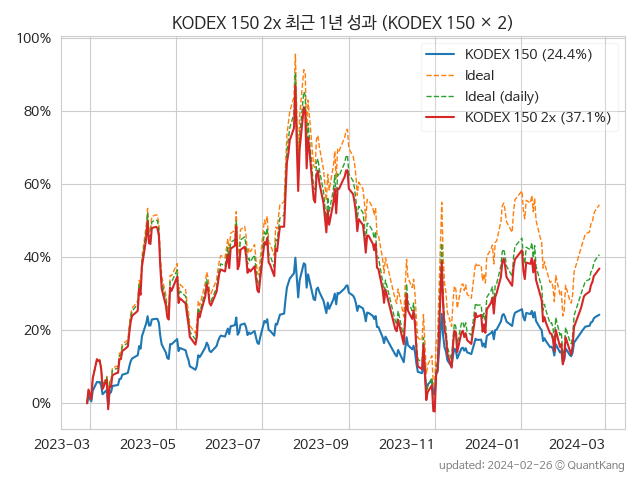 KODEX 150 2x 최근 1년 성과 (KODEX 150 × 2)
100%
80%
60%
40%
20%
0%
KODEX 150 (24.4%)
Ideal
Ideal (daily)
KODEX 150 2x (37.1%)
2023-03
2023-05
2023-07
2023-09
2023-11
2024-01
2024-03
updated: 2024-02-26 © QuantKang